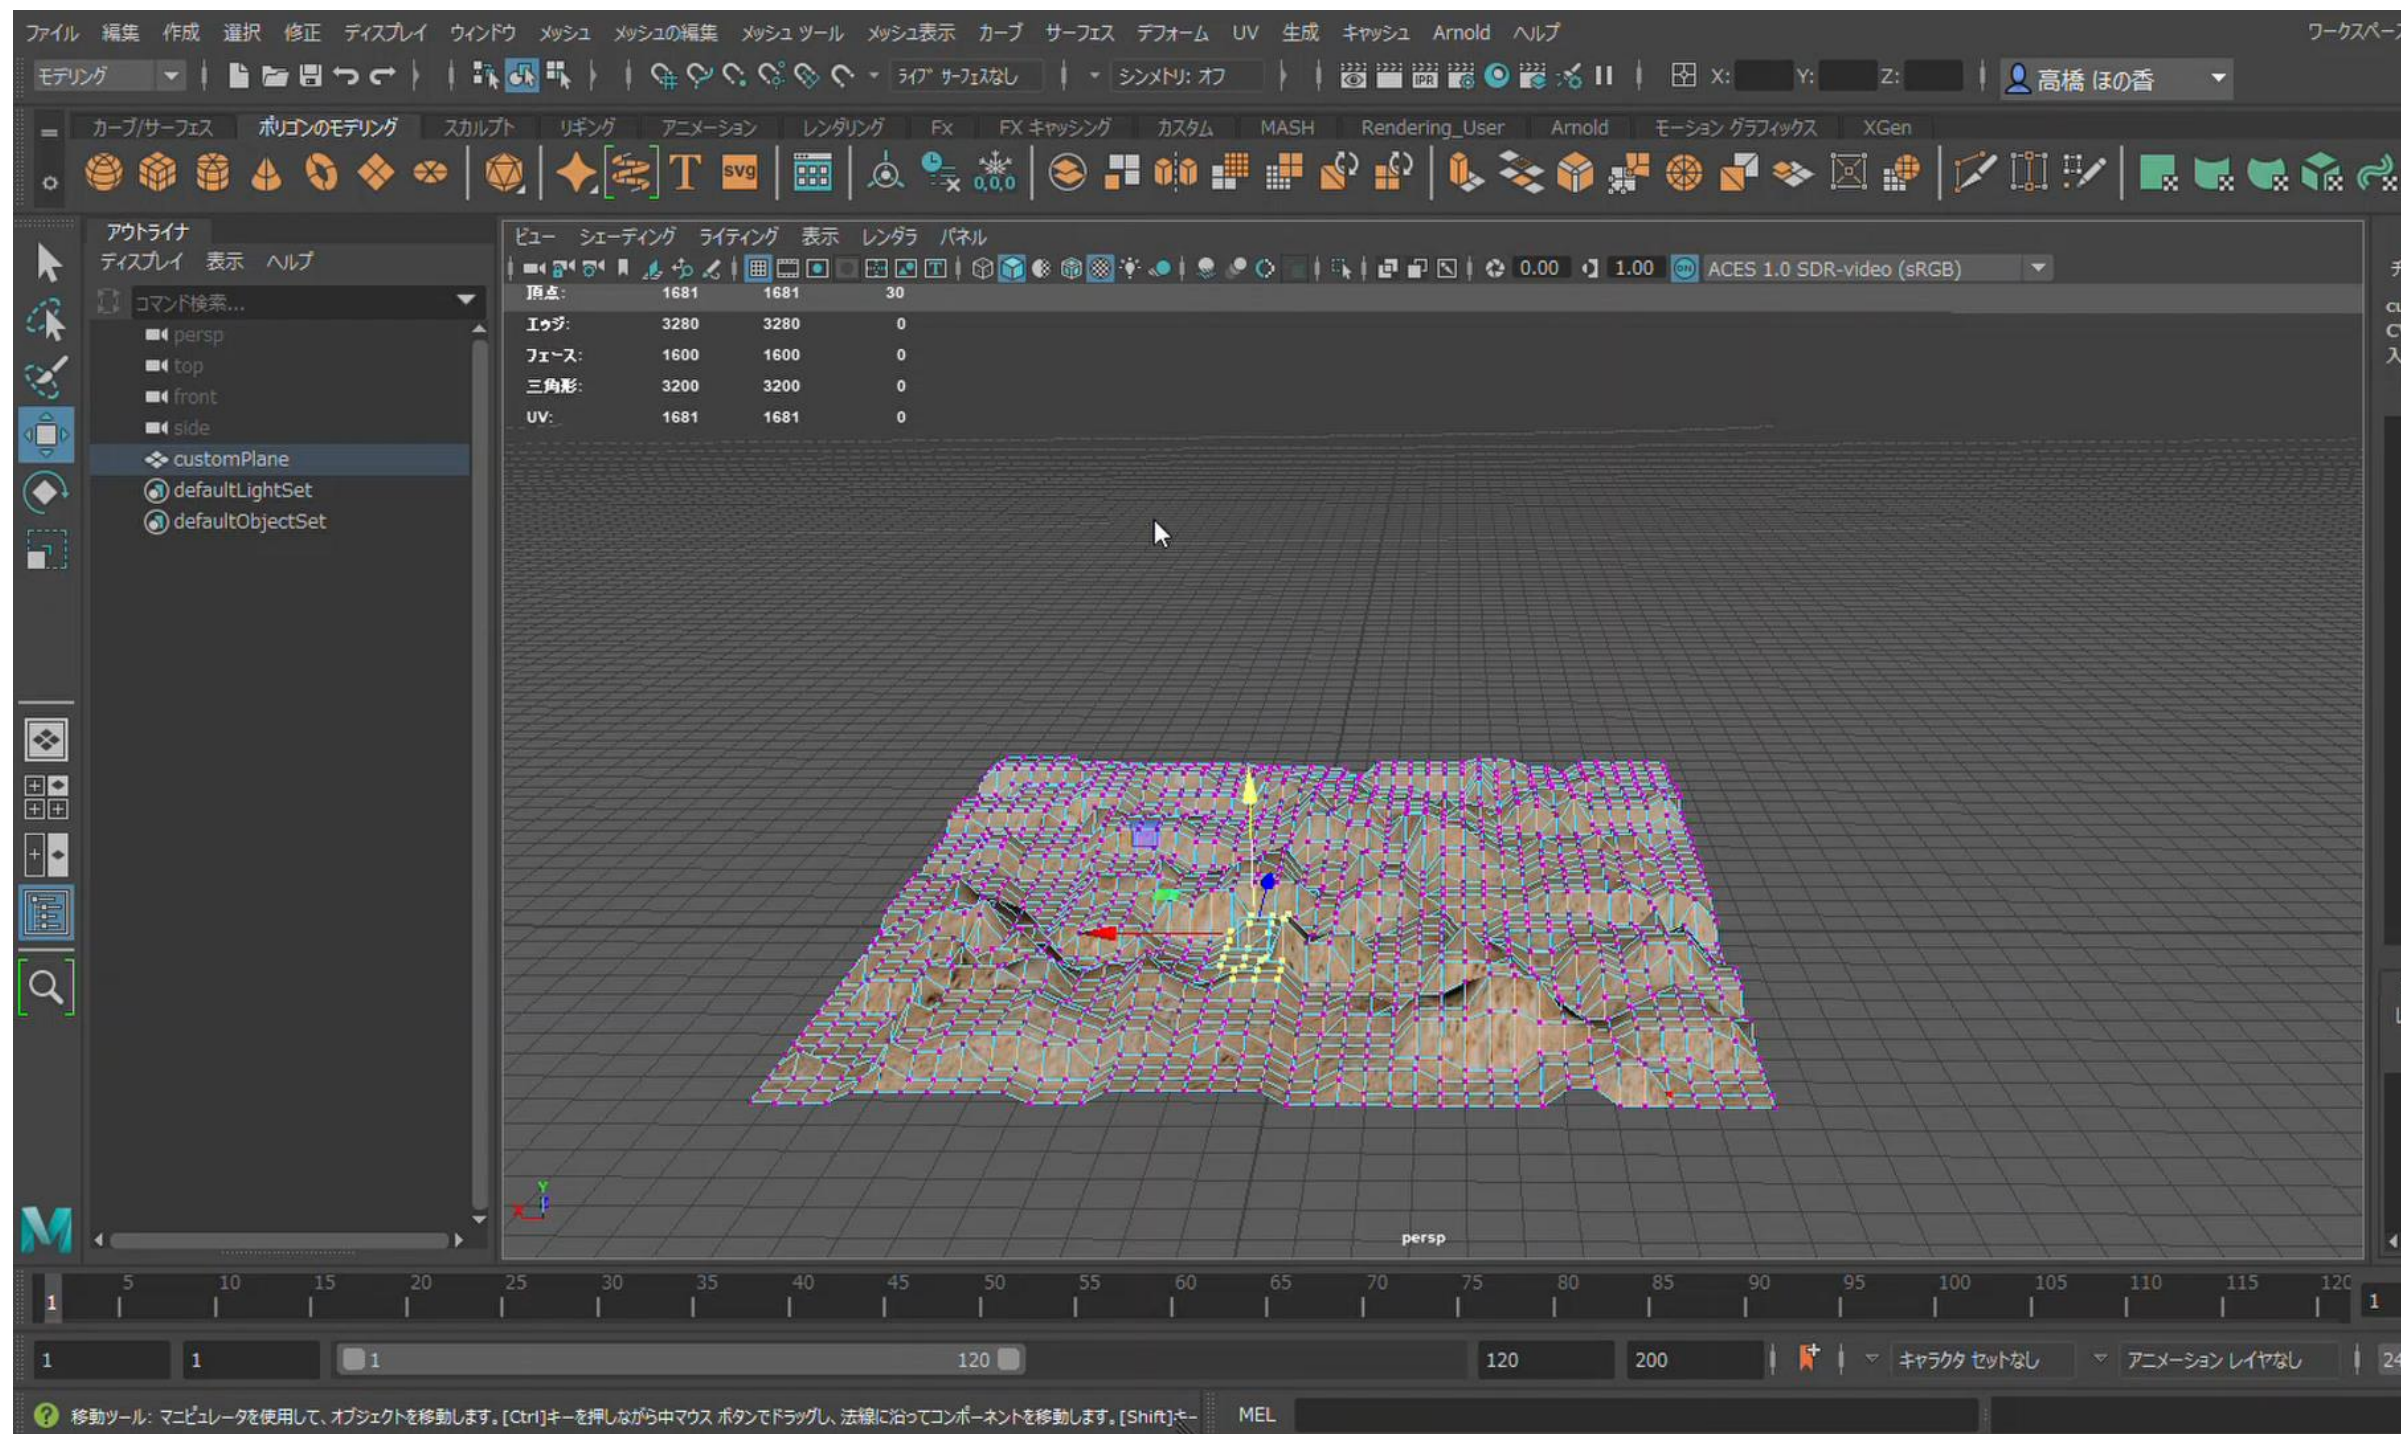 ファイル 編集 作成 選択 修正 ディスプレイ ウィンドウ メッシュ メッシュの編集 メッシュ ツール メッシュ表示 カーブ サーフェス デフォーム UV 生成 キャッシュ Arnold ヘルプ
モデリング ライブ サーフェスなし シンメトリ: オフ IPR X: Y: Z: 高橋 ほの香
カーブ/サーフェス ポリゴンのモデリング スカルプト リギング アニメーション レンダリング FX FX キャッシング カスタム MASH Rendering_User Arnold モーション グラフィックス XGen
T SVG 0,0,0
アウトライナ
ディスプレイ 表示 ヘルプ
コマンド検索...
persp
top
front
side
customPlane
defaultLightSet
defaultObjectSet
ビュー シェーディング ライティング 表示 レンダラ パネル
0.00 1.00 ON ACES 1.0 SDR-video (sRGB)
頂点: 1681 1681 30
エッジ: 3280 3280 0
フェース: 1600 1600 0
三角形: 3200 3200 0
UV: 1681 1681 0
Y
X
persp
M
5 10 15 20 25 30 35 40 45 50 55 60 65 70 75 80 85 90 95 100 105 110 115 120
1 1
1 1 1 120 120 200 キャラクタ セットなし アニメーション レイヤなし 24
移動ツール: マニピュレータを使用して、オブジェクトを移動します。[Ctrl]キーを押しながら中マウス ボタンでドラッグし、法線に沿ってコンポーネントを移動します。[Shift]キー MEL